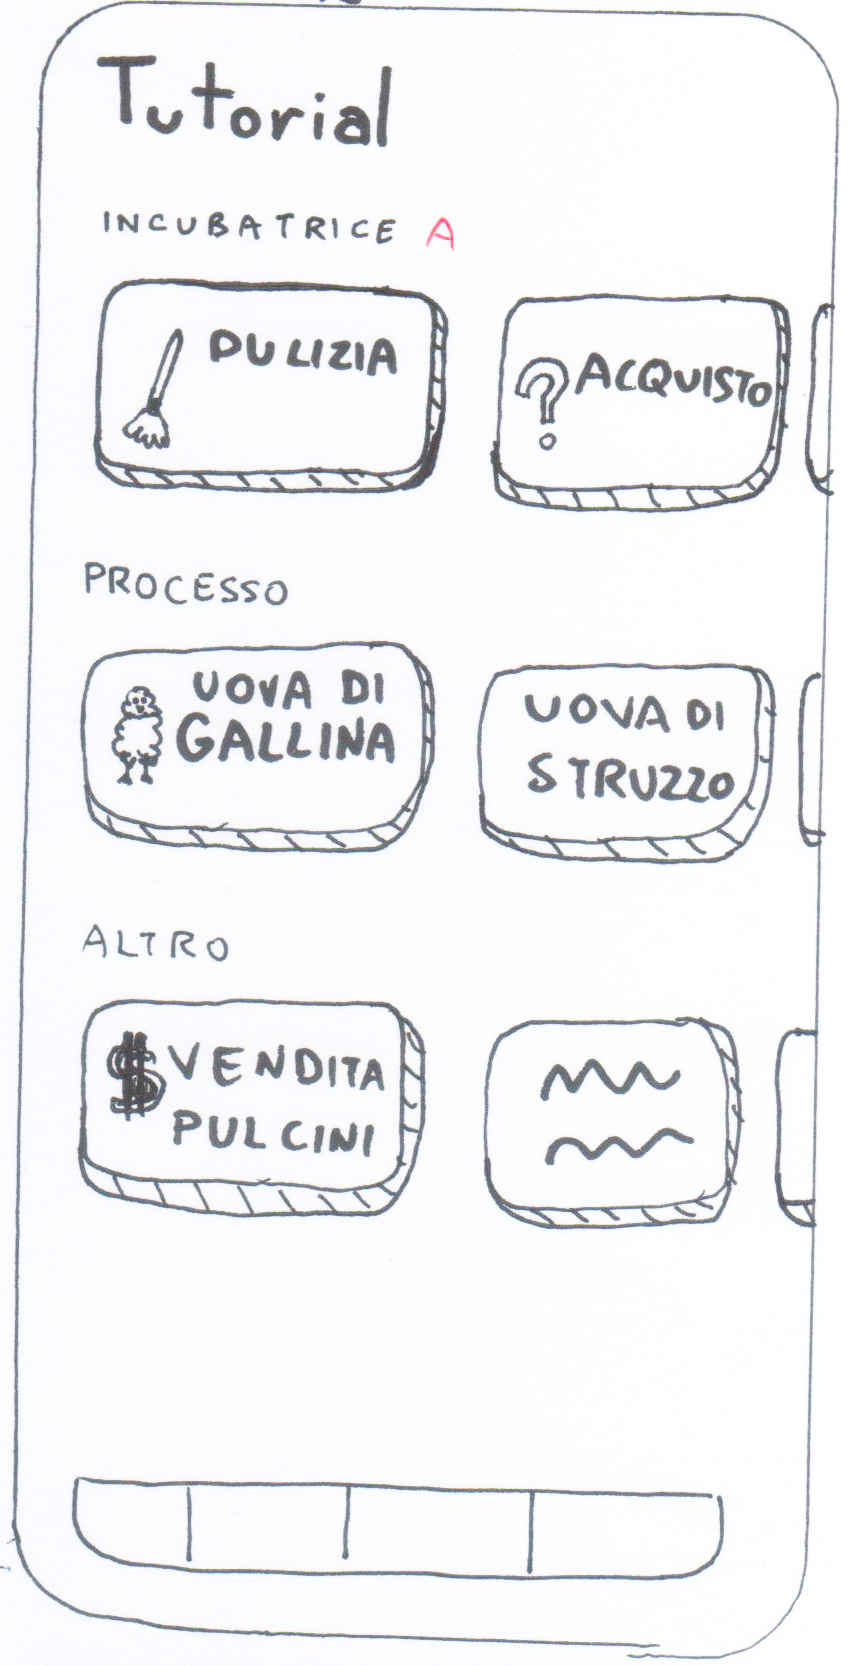 Tutorial
INCUBATRICE A
PULIZIA
? ACQUISTO
PROCESSO
UOVA DI
GALLINA
UOVA DI
STRUZZO
ALTRO
$ VENDITA
PULCINI